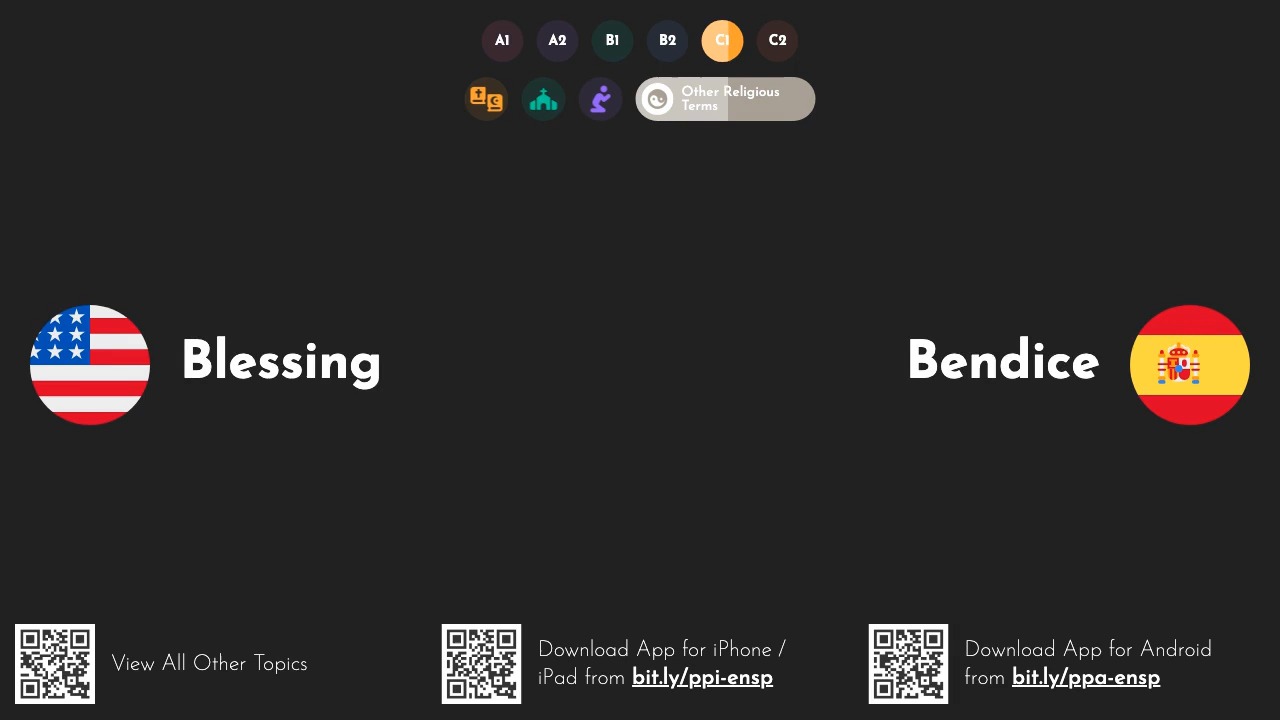 A1 A2 B1 B2 C1 C2
Other Religious
Terms
Blessing
Bendice
View All Other Topics
Download App for iPhone /
iPad from bit.ly/ppi-ensp
Download App for Android
from bit.ly/ppa-ensp